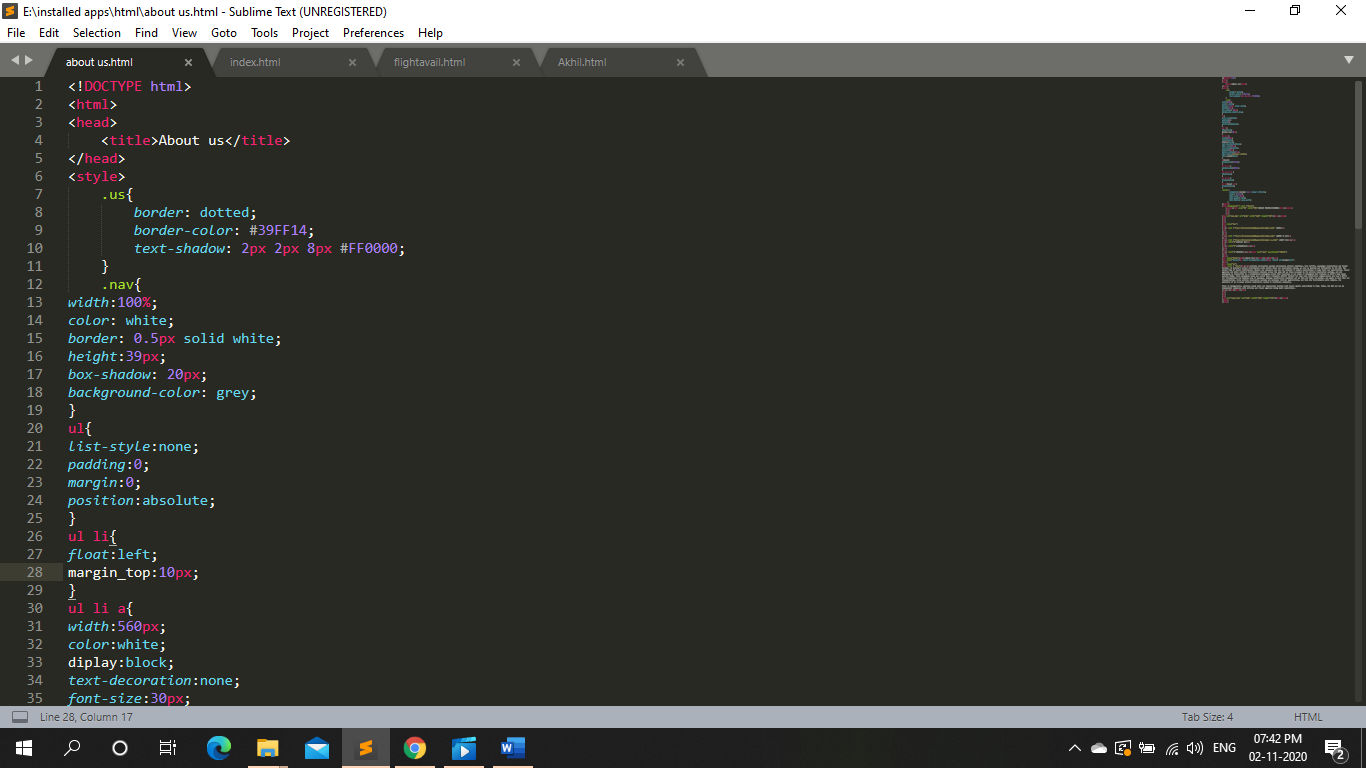 E:\installed apps\html\about us.html - Sublime Text (UNREGISTERED)
File Edit Selection Find View Goto Tools Project Preferences Help
about us.html × index.html × flightavail.html × Akhil.html ×
1 <!DOCTYPE html>
2 <html>
3 <head>
4 <title>About us</title>
5 </head>
6 <style>
7 .us{
8 border: dotted;
9 border-color: #39FF14;
10 text-shadow: 2px 2px 8px #FF0000;
11 }
12 .nav{
13 width:100%;
14 color: white;
15 border: 0.5px solid white;
16 height:39px;
17 box-shadow: 20px;
18 background-color: grey;
19 }
20 ul{
21 list-style:none;
22 padding:0;
23 margin:0;
24 position:absolute;
25 }
26 ul li{
27 float:left;
28 margin_top:10px;
29 }
30 ul li a{
31 width:560px;
32 color:white;
33 diplay:block;
34 text-decoration:none;
35 font-size:30px;
Line 28, Column 17 Tab Size: 4 HTML
ENG 07:42 PM
02-11-2020
2